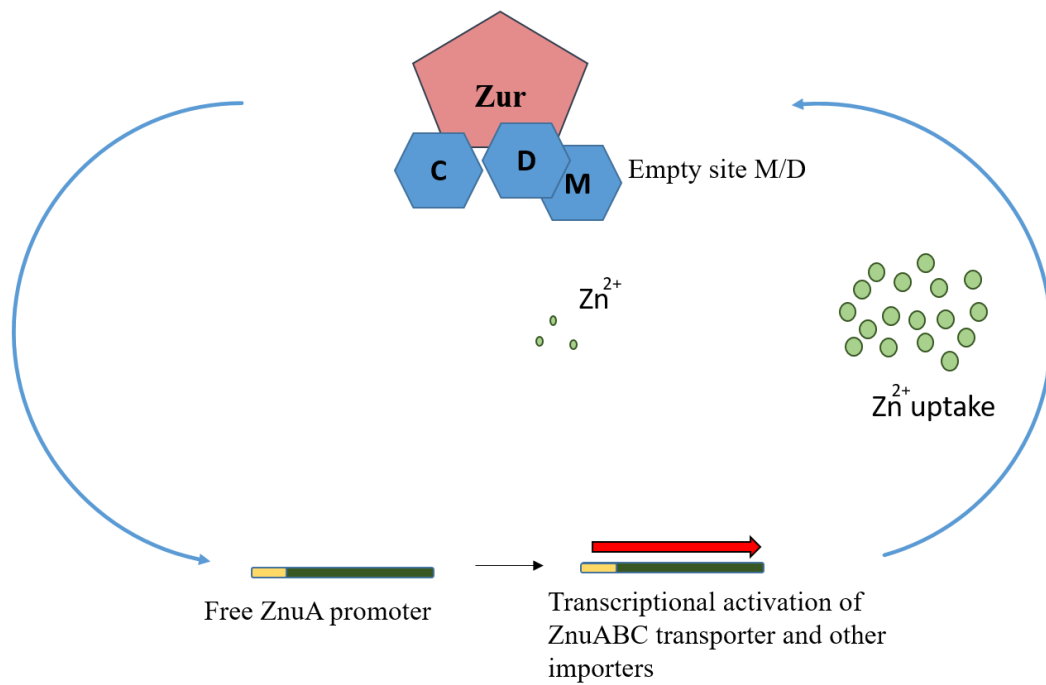 Zur
C
D
M
Empty site M/D
Zn2+
Zn2+ uptake
Free ZnuA promoter
Transcriptional activation of
ZnuABC transporter and other
importers